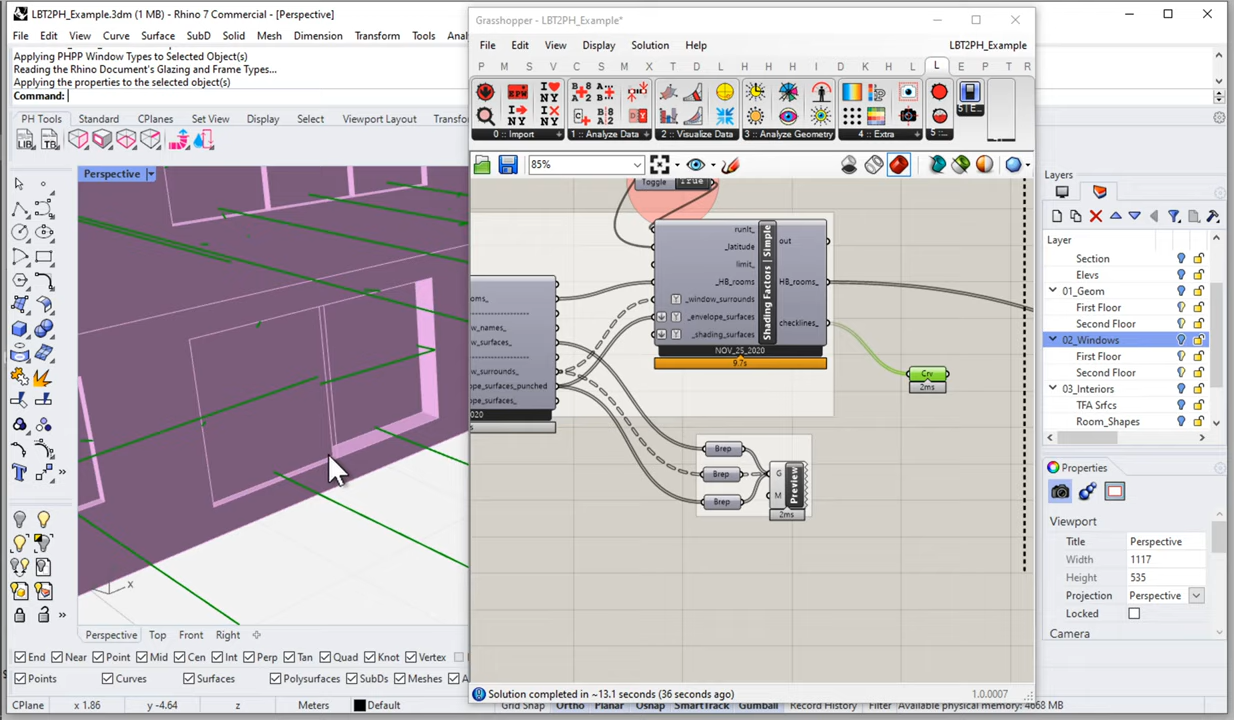 LBT2PH_Example.3dm (1 MB) - Rhino 7 Commercial - [Perspective]
File Edit View Curve Surface SubD Solid Mesh Dimension Transform Tools
Applying PHPP Window Types to Selected Object(s)
Reading the Rhino Document's Glazing and Frame Types...
Applying the properties to the selected object(s)
Command:
PH Tools Standard CPlanes Set View Display Select Viewport Layout
LIB TB
Perspective
Perspective Top Front Right
End Near Point Mid Cen Int Perp Tan Quad Knot Vertex
Points Curves Surfaces Polysurfaces SubDs Meshes
CPlane x 1.86 y -4.64 z Meters Default Grid Snap Ortho Planar Osnap SmartTrack Gumball Record History Filter Available physical memory: 4668 MB
x
Grasshopper - LBT2PH_Example*
File Edit View Display Solution Help LBT2PH_Example
P M S V C S M X T D P E M B K H L L E F H R
EPW I NY
0 :: Import 1 :: Analyze Data 2 :: Visualize Data 3 :: Analyze Geometry 4 :: Extra 5 ::
85%
Toggle True
runIt_
_latitude
limit_
_HB_rooms
_window_surrounds
_envelope_surfaces
_shading_surfaces
Shading Factors | Simple
out
HB_rooms_
checklines_
NOV_25_2020
9.7s
Crv
2ms
Brep
Brep
Brep
G
M
Preview
2ms
Solution completed in ~13.1 seconds (36 seconds ago) 1.0.0007
Layers
Layer
Section
Elevs
01_Geom
First Floor
Second Floor
02_Windows
First Floor
Second Floor
03_Interiors
TFA Srfcs
Room_Shapes
Properties
Viewport
Title Perspective
Width 1117
Height 535
Projection Perspective
Locked
Camera